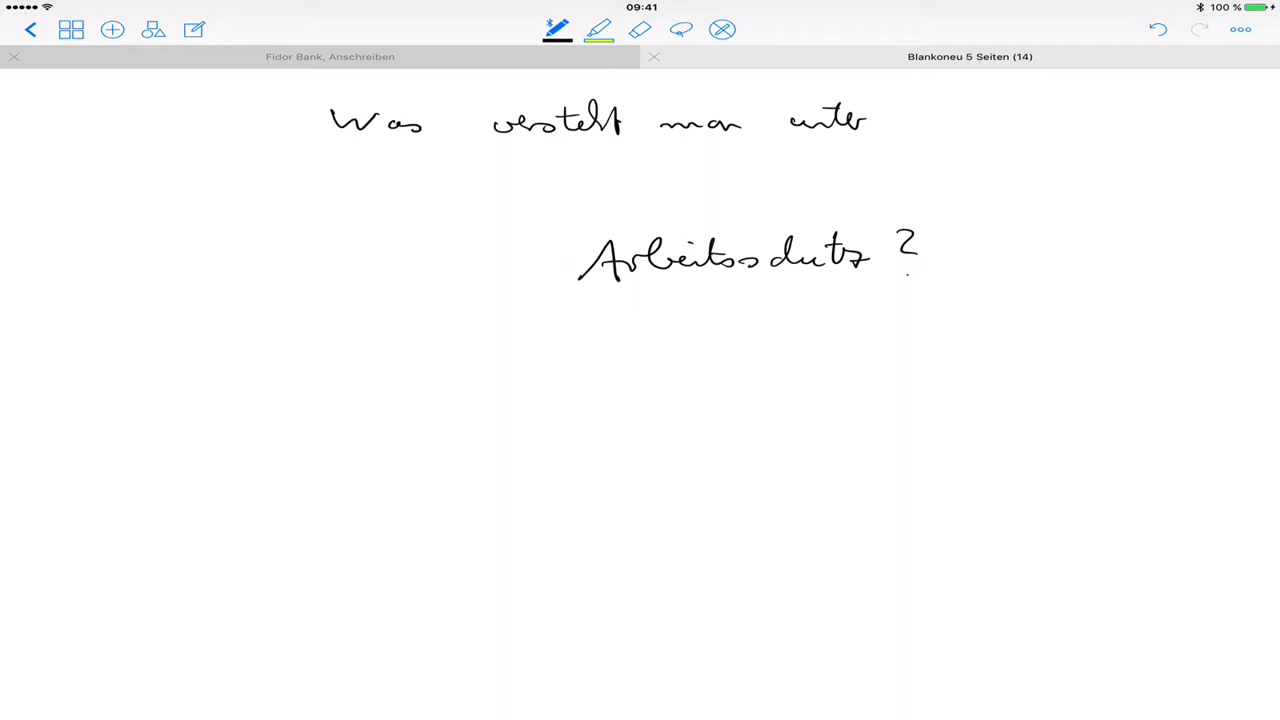 09:41
100 %
Fidor Bank, Anschreiben
Blankoneu 5 Seiten (14)
Was versteht man unter
Arbeitsschutz ?